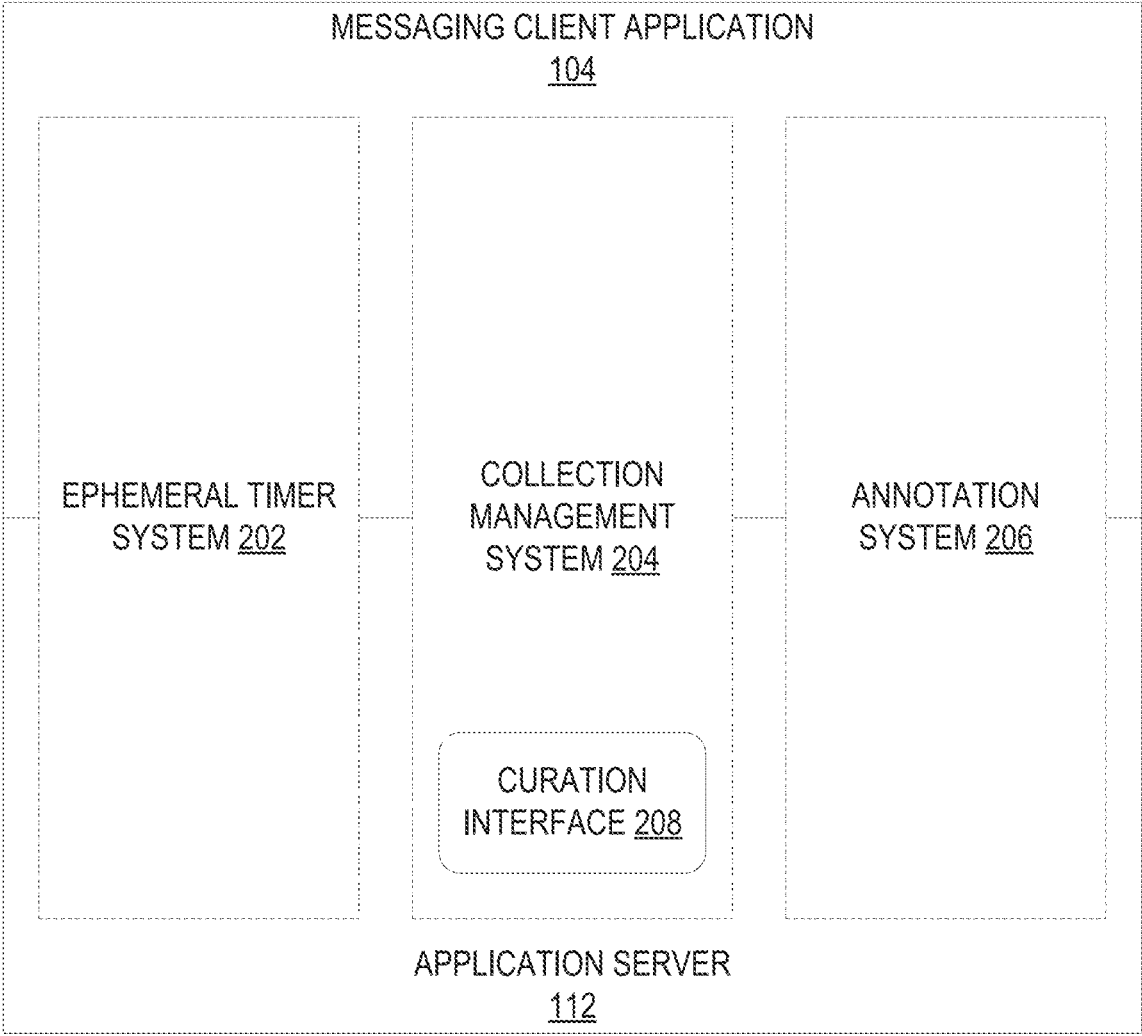 MESSAGING CLIENT APPLICATION
104
EPHEMERAL TIMER
SYSTEM 202
COLLECTION
MANAGEMENT
SYSTEM 204
ANNOTATION
SYSTEM 206
CURATION
INTERFACE 208
APPLICATION SERVER
112